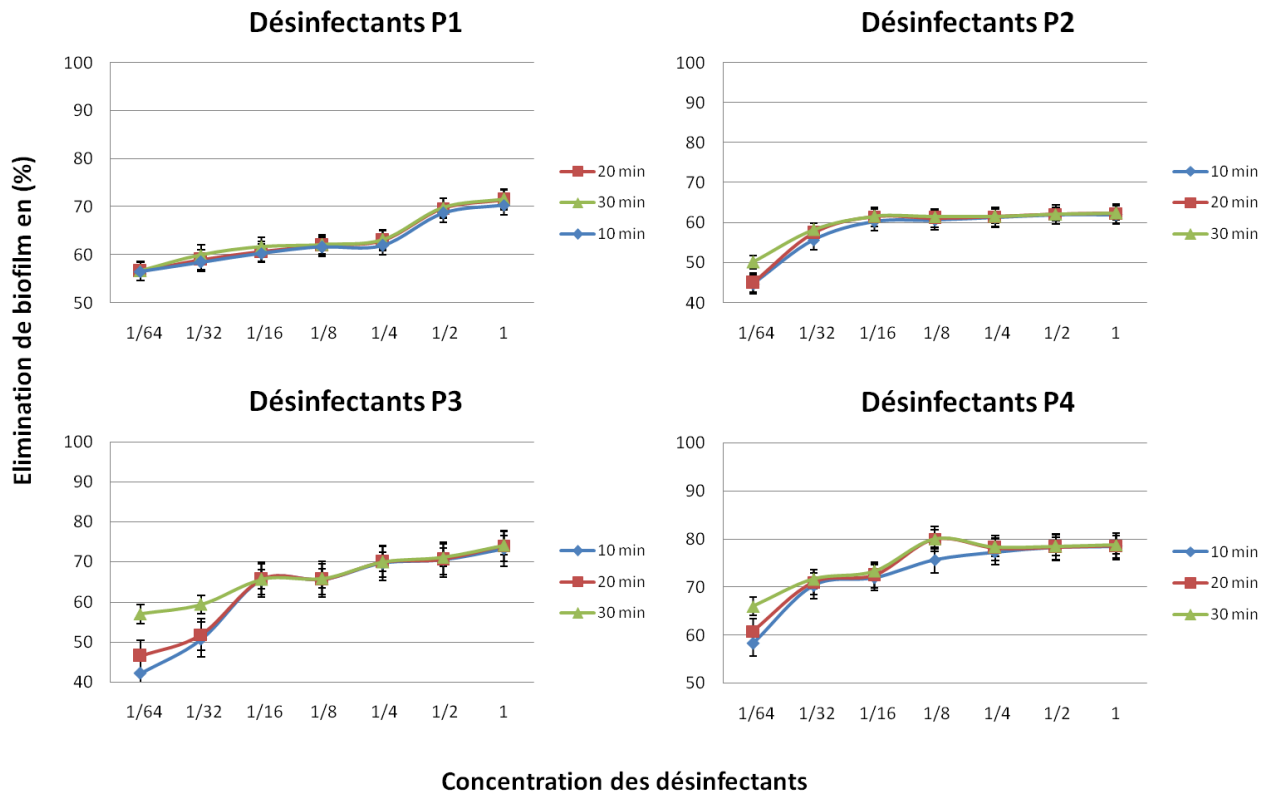 Désinfectants P1
100
90
80
70
60
50
1/64 1/32 1/16 1/8 1/4 1/2 1
20 min
30 min
10 min
Désinfectants P2
100
90
80
70
60
50
40
1/64 1/32 1/16 1/8 1/4 1/2 1
10 min
20 min
30 min
Elimination de biofilm en (%)
Désinfectants P3
100
90
80
70
60
50
40
1/64 1/32 1/16 1/8 1/4 1/2 1
10 min
20 min
30 min
Désinfectants P4
100
90
80
70
60
50
1/64 1/32 1/16 1/8 1/4 1/2 1
10 min
20 min
30 min
Concentration des désinfectants